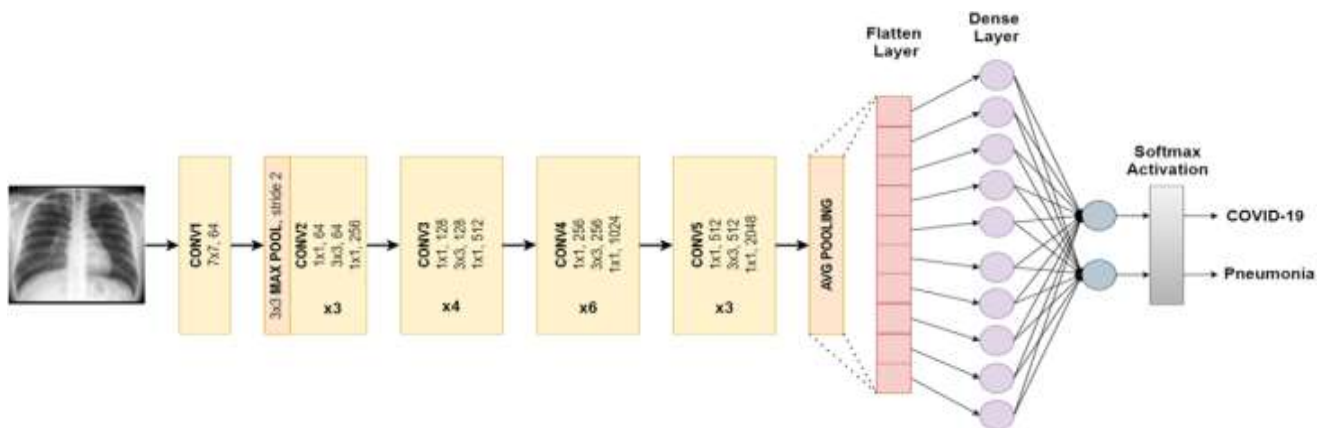 Flatten
Layer
Dense
Layer
CONV1
7x7, 64
3x3 MAX POOL, stride 2
CONV2
1x1, 64
3x3, 64
1x1, 256
x3
CONV3
1x1, 128
3x3, 128
1x1, 512
x4
CONV4
1x1, 256
3x3, 256
1x1, 1024
x6
CONV5
1x1, 512
3x3, 512
1x1, 2048
x3
AVG POOLING
Softmax
Activation
COVID-19
Pneumonia